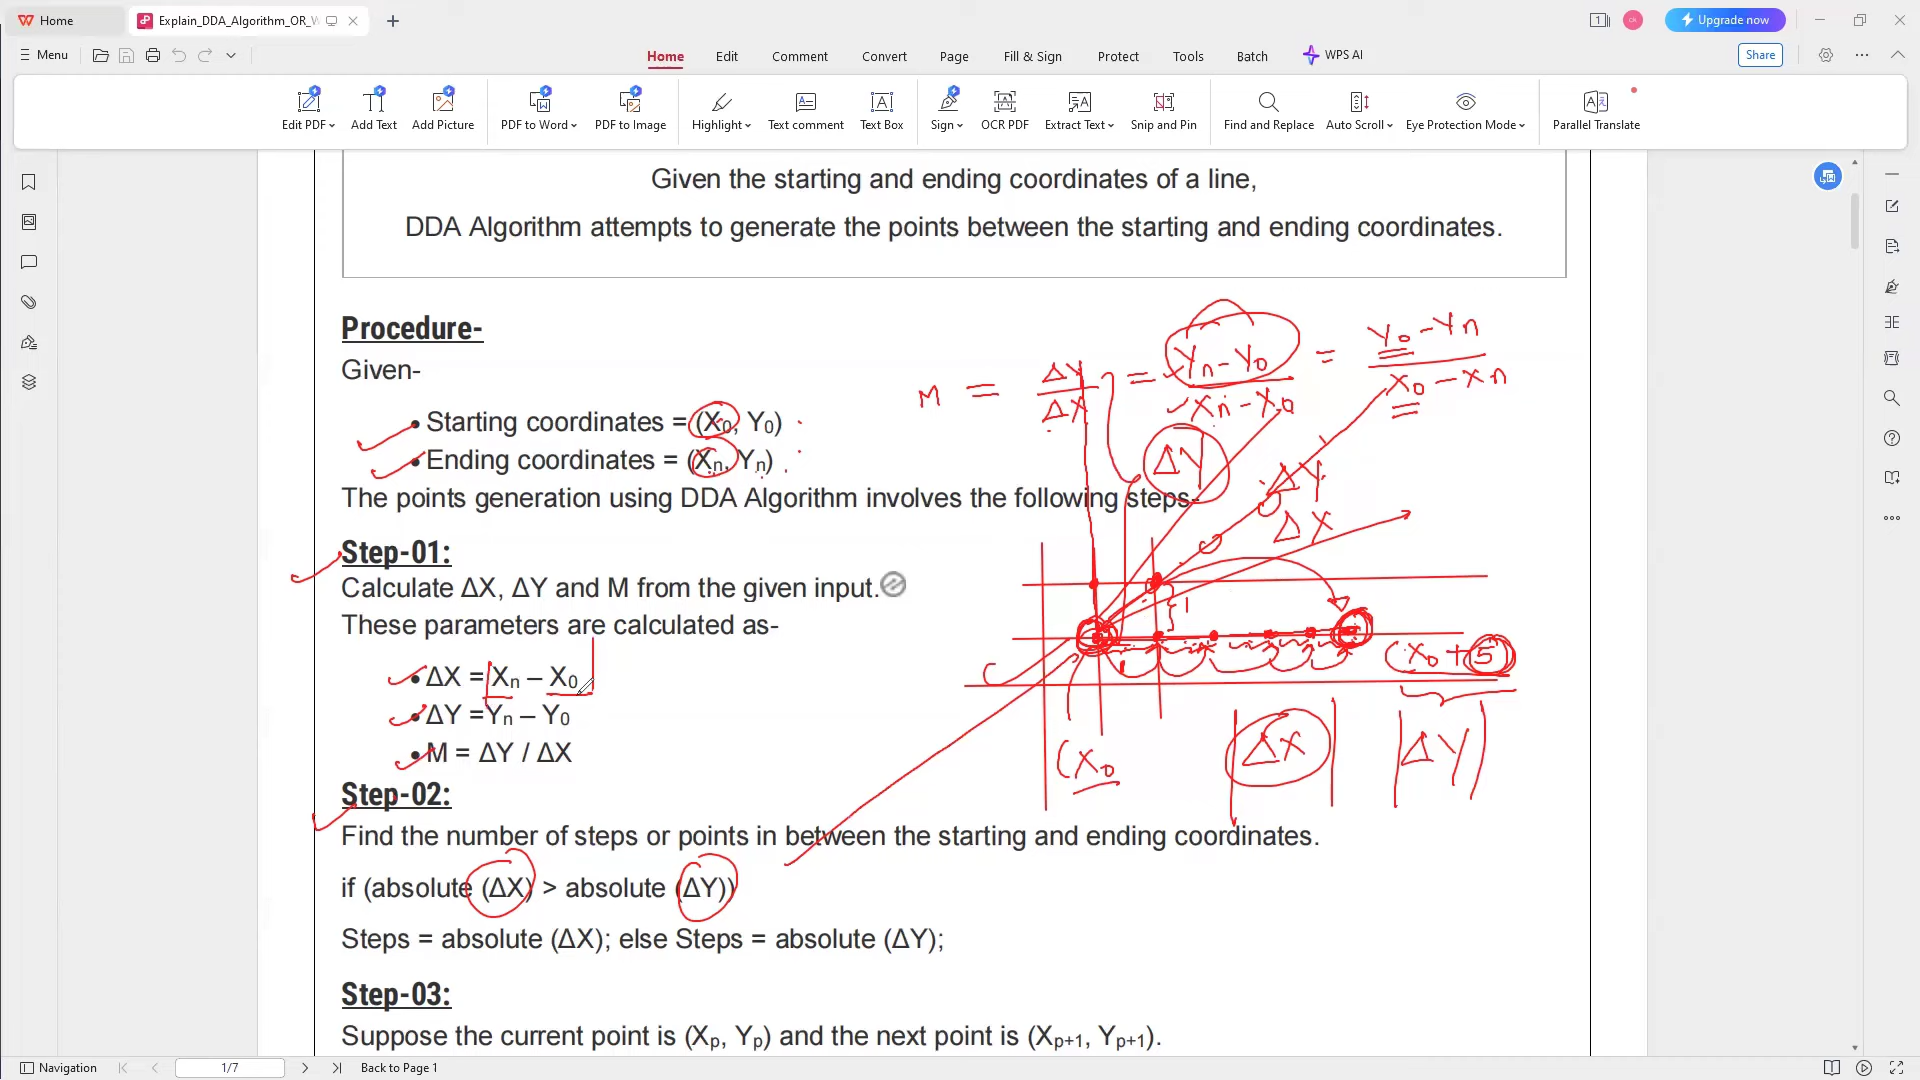 Home
Explain_DDA_Algorithm_OR_W
1
CK
Upgrade now
Menu
Home Edit Comment Convert Page Fill & Sign Protect Tools Batch WPS AI
Share
Edit PDF Add Text Add Picture PDF to Word PDF to Image Highlight Text comment Text Box Sign OCR PDF Extract Text Snip and Pin Find and Replace Auto Scroll Eye Protection Mode Parallel Translate
Given the starting and ending coordinates of a line,
DDA Algorithm attempts to generate the points between the starting and ending coordinates.
Procedure-
Given-
M = ΔY/ΔX = Yn-Y0/Xn-X0 = Y0-Yn/X0-Xn
• Starting coordinates = (X0, Y0)
• Ending coordinates = (Xn, Yn)
ΔY
ΔY
The points generation using DDA Algorithm involves the following steps-
ΔX
Step-01:
Calculate ΔX, ΔY and M from the given input.
These parameters are calculated as-
1
(X0 + 5
• ΔX = Xn – X0
• ΔY =Yn – Y0
• M = ΔY / ΔX
(X0
|ΔX| |ΔY|
Step-02:
Find the number of steps or points in between the starting and ending coordinates.
if (absolute (ΔX) > absolute (ΔY))
Steps = absolute (ΔX); else Steps = absolute (ΔY);
Step-03:
Suppose the current point is (Xp, Yp) and the next point is (Xp+1, Yp+1).
Navigation 1/7 Back to Page 1